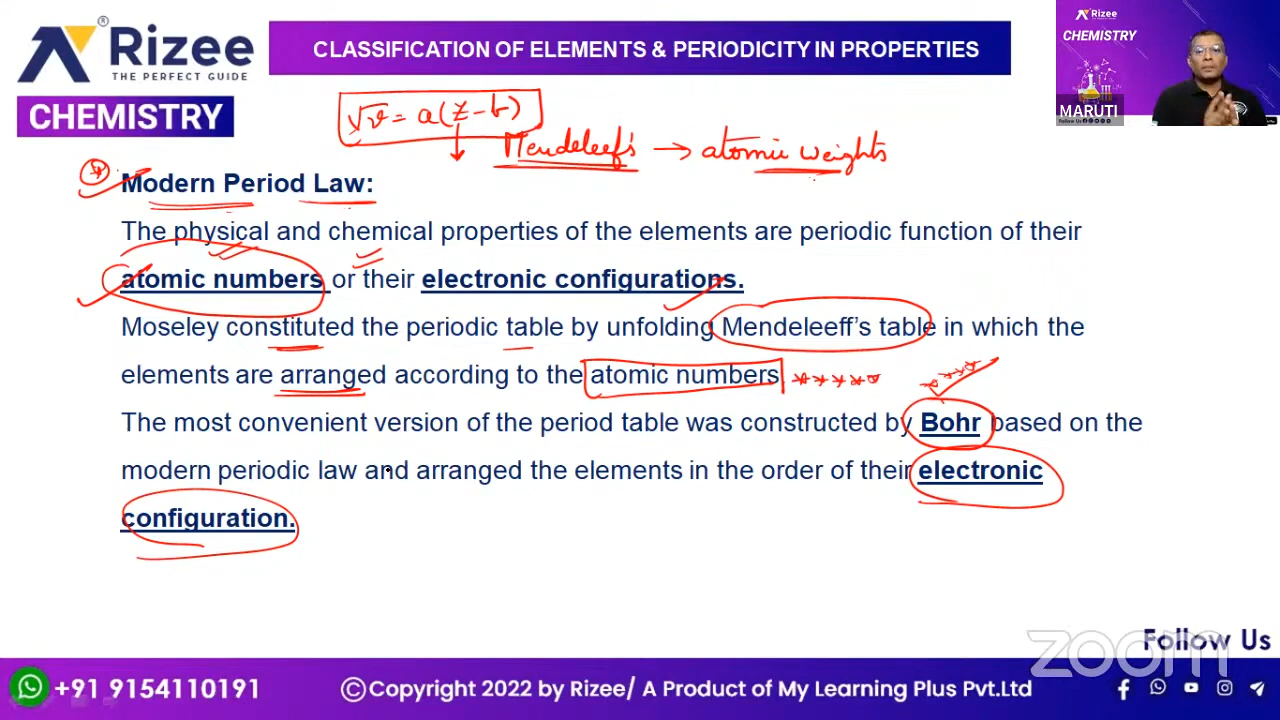 Rizee®
THE PERFECT GUIDE
CHEMISTRY
CLASSIFICATION OF ELEMENTS & PERIODICITY IN PROPERTIES
Rizee
CHEMISTRY
MARUTI
Follow Us
√ν = a(z-b)
Mendeleef's → atomic weights
Modern Period Law:
The physical and chemical properties of the elements are periodic function of their
atomic numbers or their electronic configurations.
Moseley constituted the periodic table by unfolding Mendeleeff's table in which the
elements are arranged according to the atomic numbers
The most convenient version of the period table was constructed by Bohr based on the
modern periodic law and arranged the elements in the order of their electronic
configuration.
Follow Us
zoom
+91 9154110191
©Copyright 2022 by Rizee/ A Product of My Learning Plus Pvt.Ltd